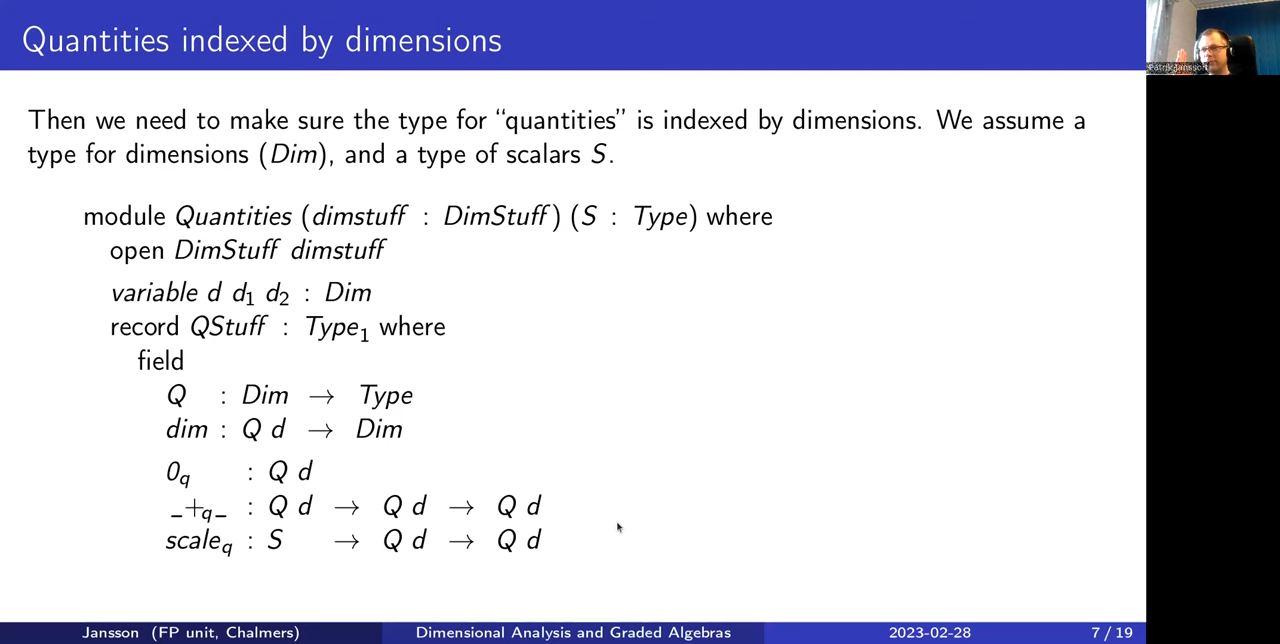 Quantities indexed by dimensions
Patrik Jansson
Then we need to make sure the type for “quantities” is indexed by dimensions. We assume a
type for dimensions (Dim), and a type of scalars S.
module Quantities (dimstuff : DimStuff) (S : Type) where
open DimStuff dimstuff
variable d d₁ d₂ : Dim
record QStuff : Type₁ where
field
Q : Dim → Type
dim : Q d → Dim
0q : Q d
_+q_ : Q d → Q d → Q d
scaleq : S → Q d → Q d
Jansson (FP unit, Chalmers) Dimensional Analysis and Graded Algebras 2023-02-28 7 / 19